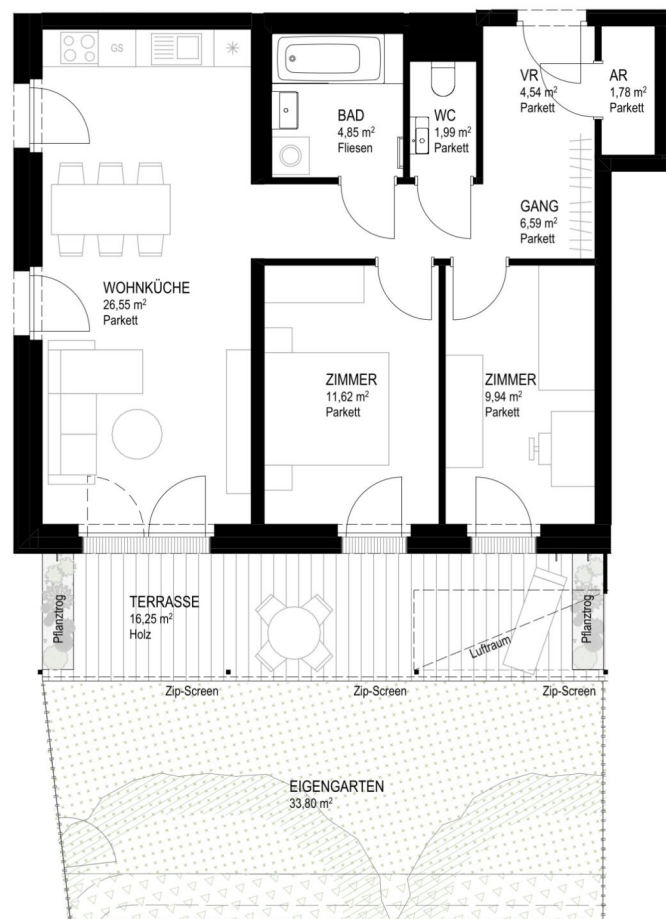 GS
BAD
4,85 m²
Fliesen
WC
1,99 m²
Parkett
VR
4,54 m²
Parkett
AR
1,78 m²
Parkett
GANG
6,59 m²
Parkett
WOHNKÜCHE
26,55 m²
Parkett
ZIMMER
11,62 m²
Parkett
ZIMMER
9,94 m²
Parkett
Pflanztrog
TERRASSE
16,25 m²
Holz
Luftraum
Pflanztrog
Zip-Screen
Zip-Screen
Zip-Screen
EIGENGARTEN
33,80 m²